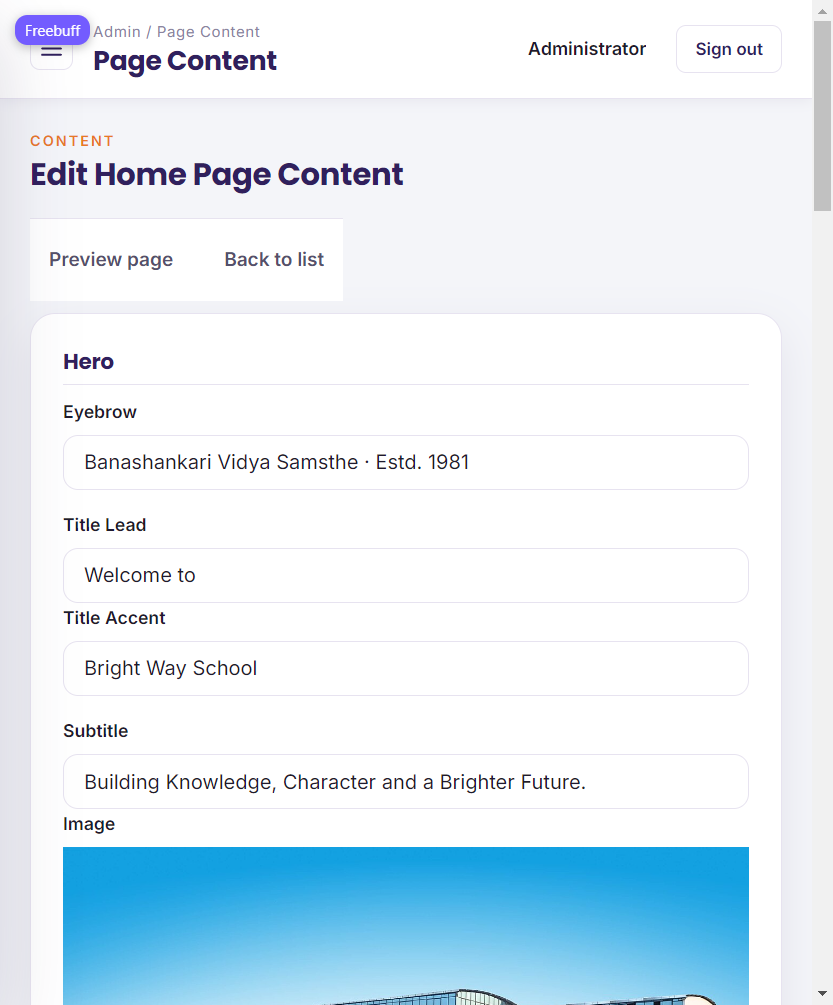 Freebuff
Admin / Page Content
Page Content
Administrator
Sign out
CONTENT
Edit Home Page Content
Preview page
Back to list
Hero
Eyebrow
Banashankari Vidya Samsthe · Estd. 1981
Title Lead
Welcome to
Title Accent
Bright Way School
Subtitle
Building Knowledge, Character and a Brighter Future.
Image